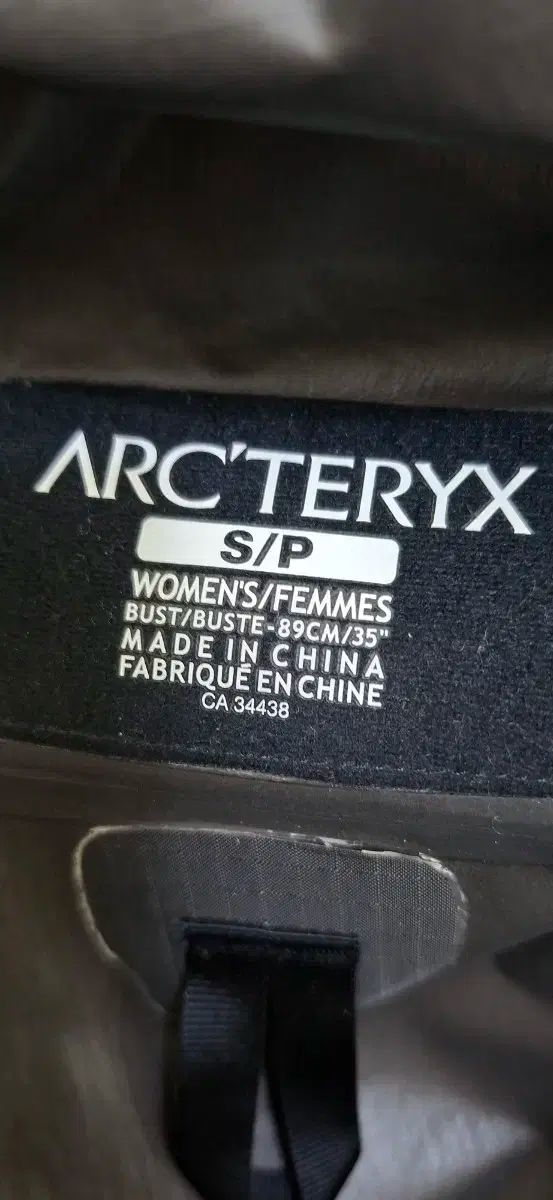 ARC'TERYX
S/P
WOMEN'S/FEMMES
BUST/BUSTE-89CM/35"
MADE IN CHINA
FABRIQUÉ EN CHINE
CA 34438